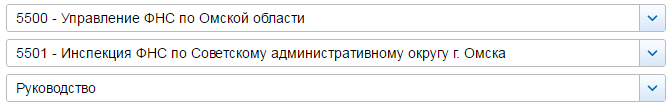 5500 - Управление ФНС по Омской области
5501 - Инспекция ФНС по Советскому административному округу г. Омска
Руководство